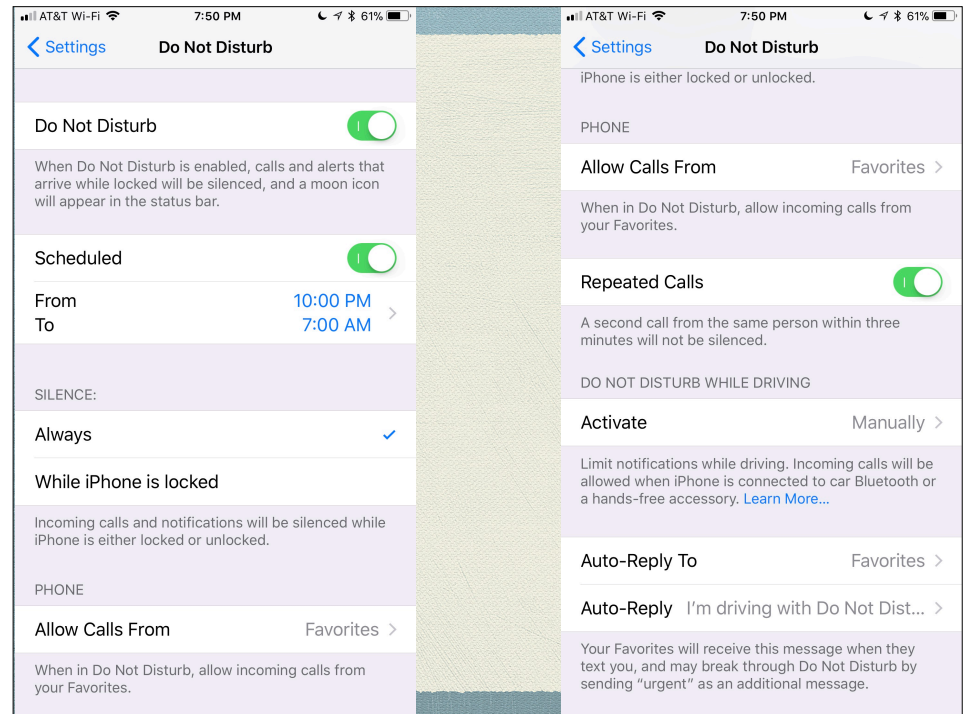 AT&T Wi-Fi 7:50 PM 61%
Settings Do Not Disturb
Do Not Disturb
When Do Not Disturb is enabled, calls and alerts that
arrive while locked will be silenced, and a moon icon
will appear in the status bar.
Scheduled
From 10:00 PM
To 7:00 AM
SILENCE:
Always
While iPhone is locked
Incoming calls and notifications will be silenced while
iPhone is either locked or unlocked.
PHONE
Allow Calls From Favorites
When in Do Not Disturb, allow incoming calls from
your Favorites.
AT&T Wi-Fi 7:50 PM 61%
Settings Do Not Disturb
iPhone is either locked or unlocked.
PHONE
Allow Calls From Favorites
When in Do Not Disturb, allow incoming calls from
your Favorites.
Repeated Calls
A second call from the same person within three
minutes will not be silenced.
DO NOT DISTURB WHILE DRIVING
Activate Manually
Limit notifications while driving. Incoming calls will be
allowed when iPhone is connected to car Bluetooth or
a hands-free accessory. Learn More...
Auto-Reply To Favorites
Auto-Reply I'm driving with Do Not Dist...
Your Favorites will receive this message when they
text you, and may break through Do Not Disturb by
sending “urgent” as an additional message.